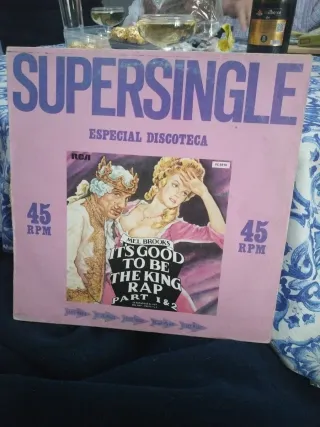 SUPERSINGLE
ESPECIAL DISCOTECA
RCA
45
RPM
45
RPM
MEL BROOKS
IT'S GOOD
TO BE
THE KING
RAP
PART 1&2